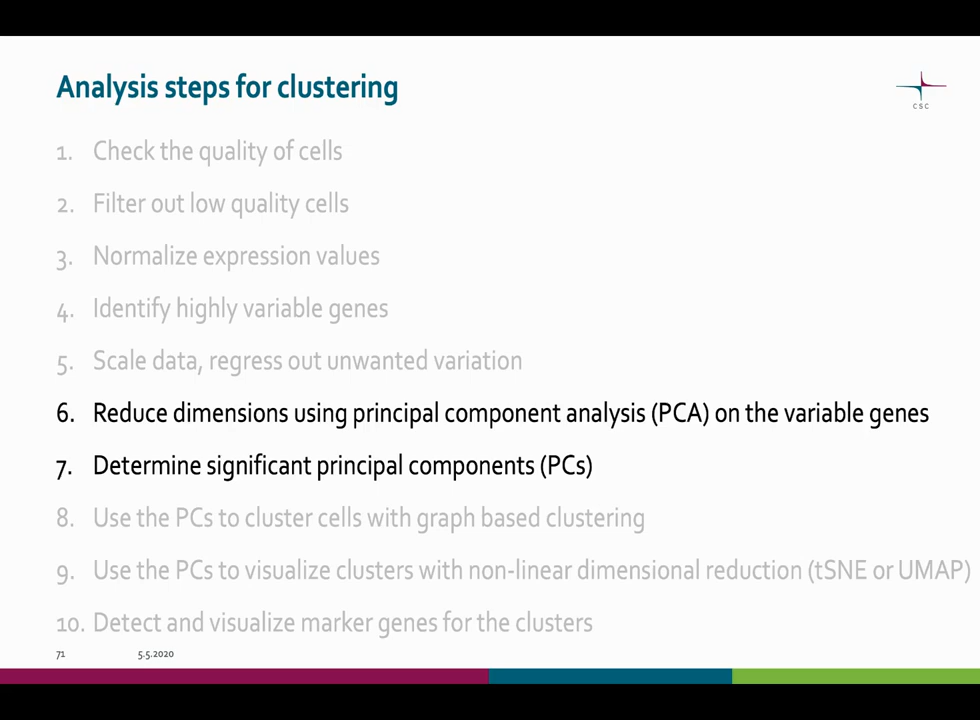 Analysis steps for clustering
CSC
1. Check the quality of cells
2. Filter out low quality cells
3. Normalize expression values
4. Identify highly variable genes
5. Scale data, regress out unwanted variation
6. Reduce dimensions using principal component analysis (PCA) on the variable genes
7. Determine significant principal components (PCs)
8. Use the PCs to cluster cells with graph based clustering
9. Use the PCs to visualize clusters with non-linear dimensional reduction (tSNE or UMAP)
10. Detect and visualize marker genes for the clusters
71 5.5.2020